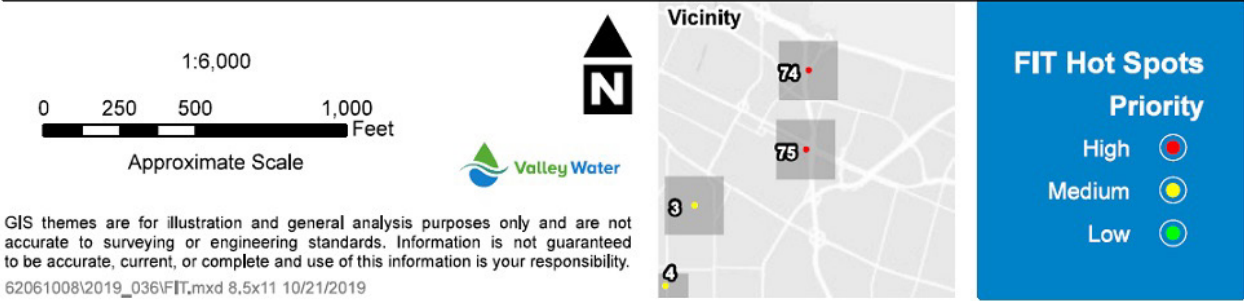 1:6,000
0 250 500 1,000
Feet
Approximate Scale
N
Valley Water
GIS themes are for illustration and general analysis purposes only and are not
accurate to surveying or engineering standards. Information is not guaranteed
to be accurate, current, or complete and use of this information is your responsibility.
62061008\2019_036\FIT.mxd 8.5x11 10/21/2019
Vicinity
74
75
3
4
FIT Hot Spots
Priority
High
Medium
Low